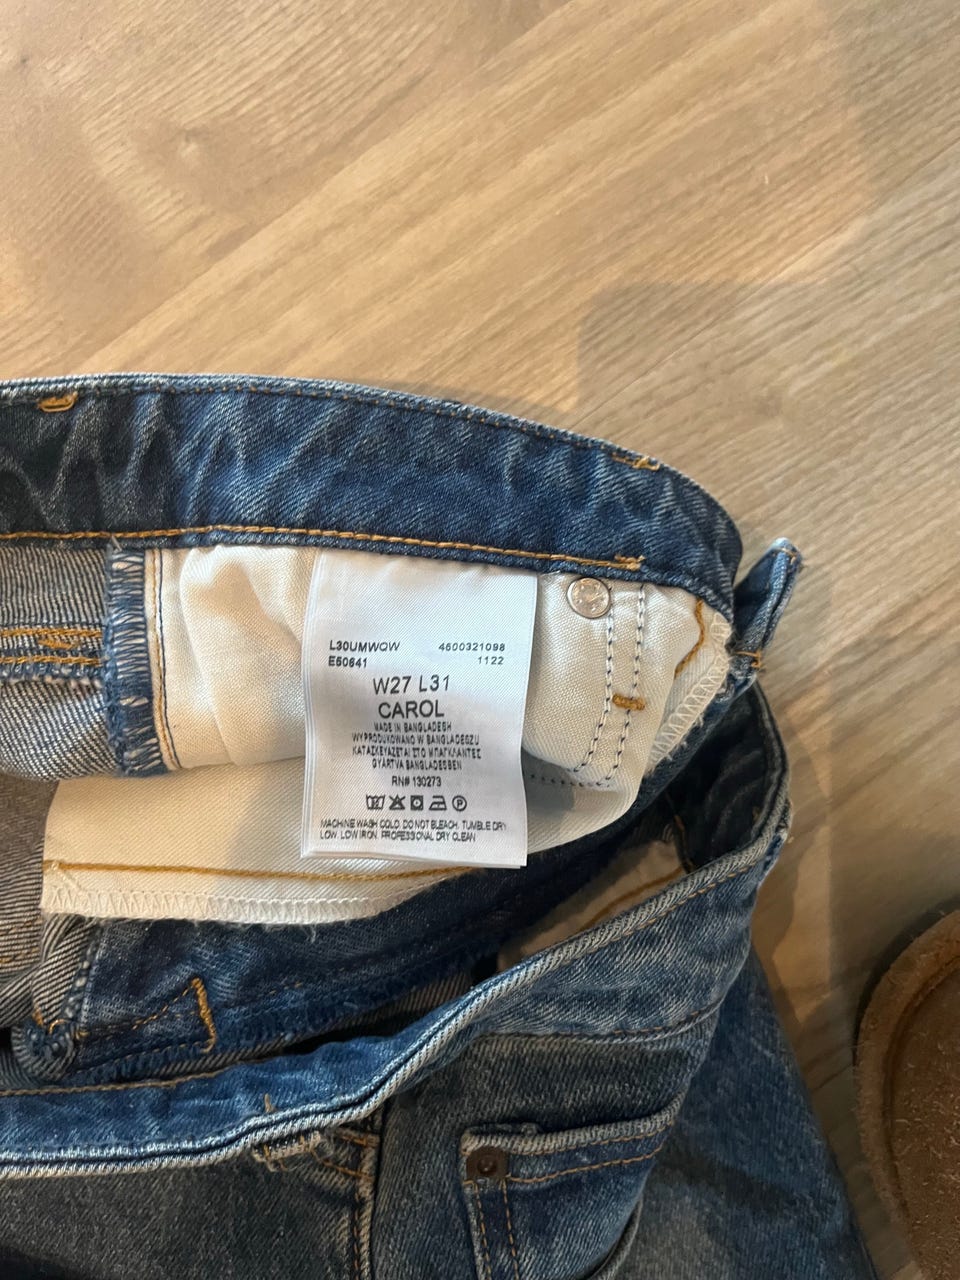 L30UMWQW 4600321098
E50641 1122
W27 L31
CAROL
MADE IN BANGLADESH
WYPRODUKOWANO W BANGLADESZU
ΚΑΤΑΣΚΕΥΑΖΕΤΑΙ ΣΤΟ ΜΠΑΓΚΛΑΝΤΕΣ
GYÁRTVA BANGLADESBEN
RN# 130273
MACHINE WASH COLD. DO NOT BLEACH. TUMBLE DRY
LOW. LOW IRON. PROFESSIONAL DRY CLEAN